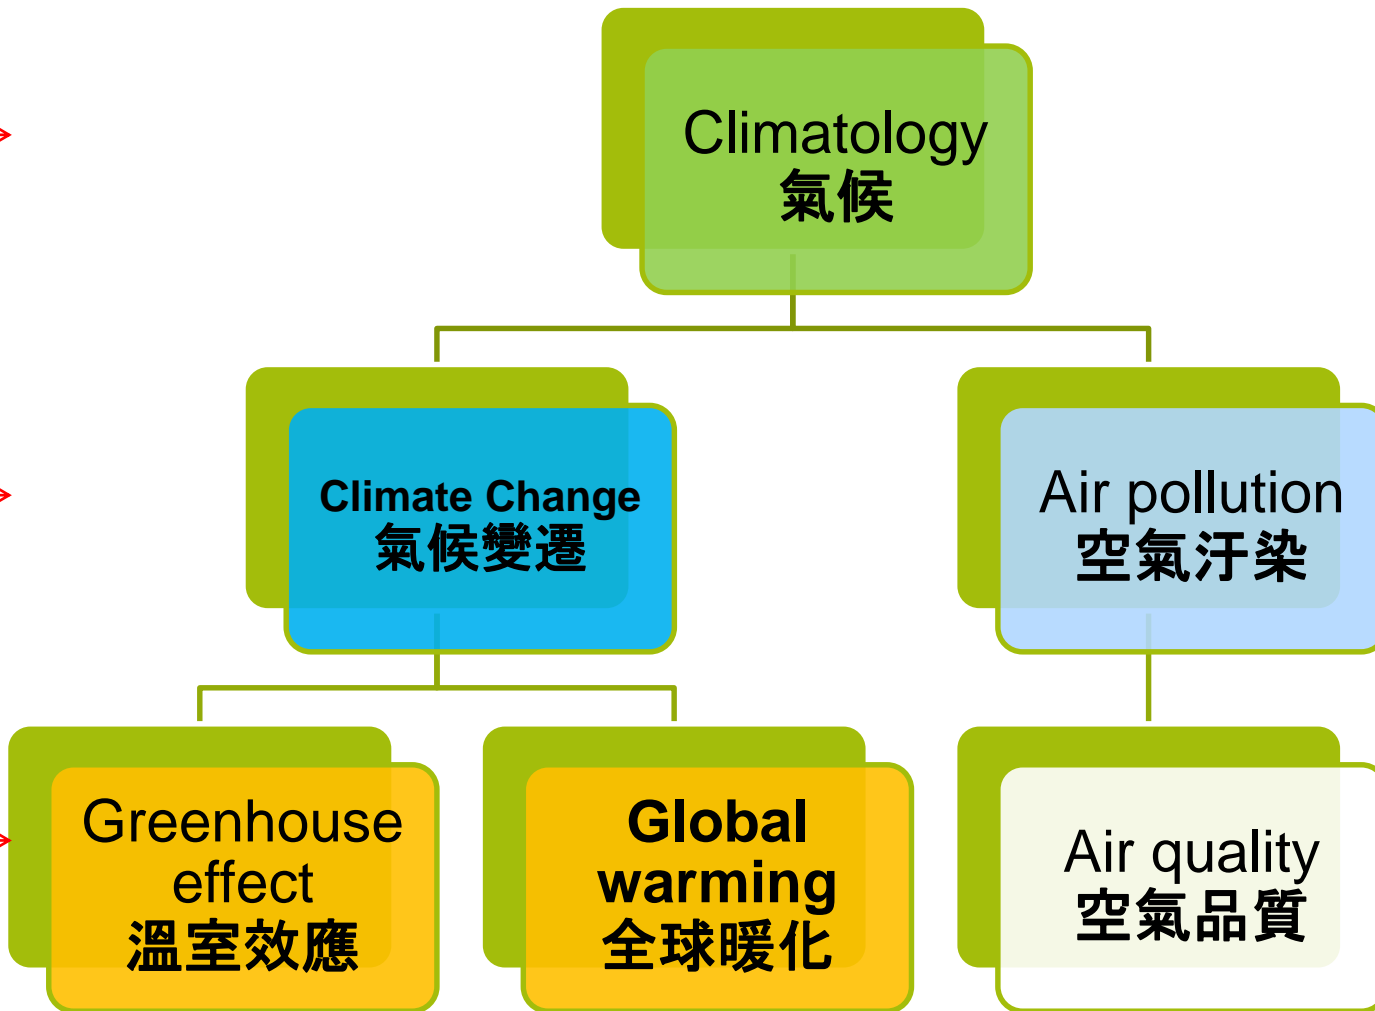 Climatology
氣候
Climate Change
氣候變遷
Air pollution
空氣汙染
Greenhouse
effect
溫室效應
Global
warming
全球暖化
Air quality
空氣品質